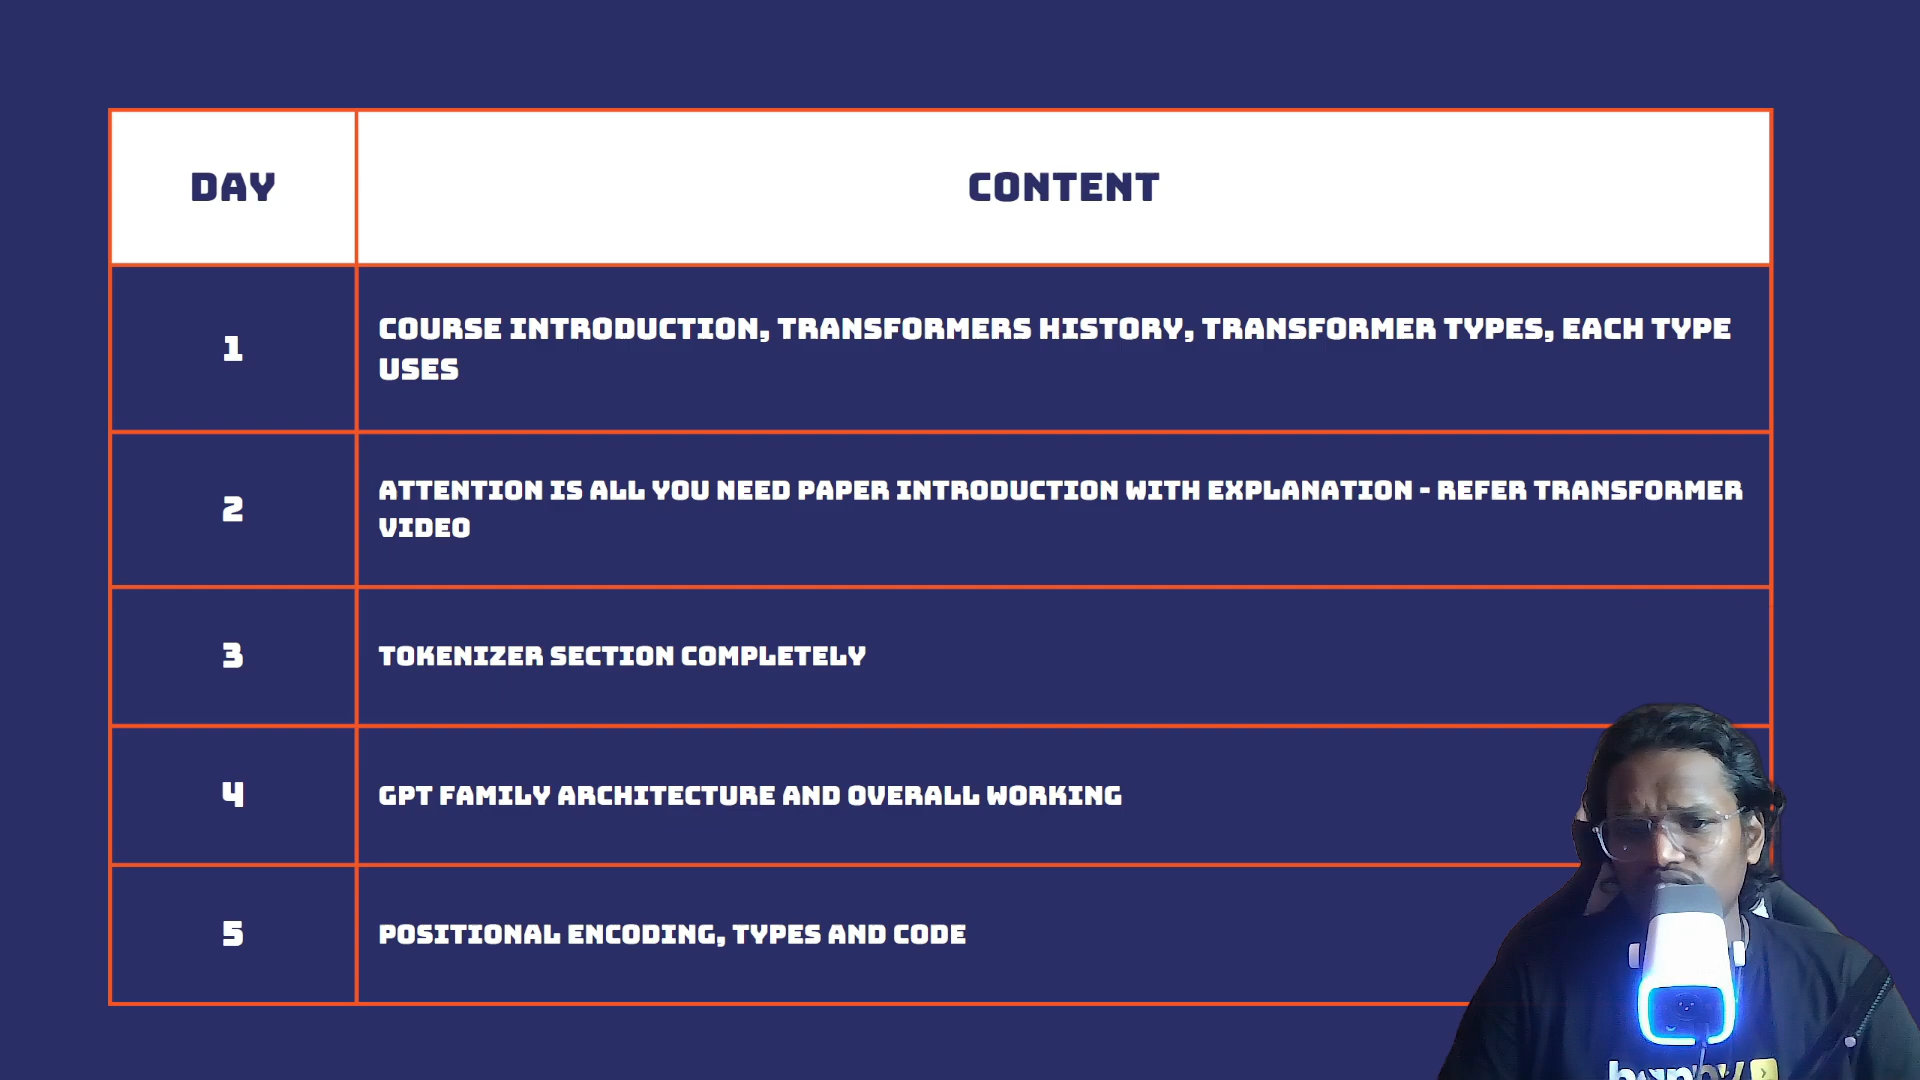 DAY
CONTENT
1
COURSE INTRODUCTION, TRANSFORMERS HISTORY, TRANSFORMER TYPES, EACH TYPE
USES
2
ATTENTION IS ALL YOU NEED PAPER INTRODUCTION WITH EXPLANATION - REFER TRANSFORMER
VIDEO
3
TOKENIZER SECTION COMPLETELY
4
GPT FAMILY ARCHITECTURE AND OVERALL WORKING
5
POSITIONAL ENCODING, TYPES AND CODE